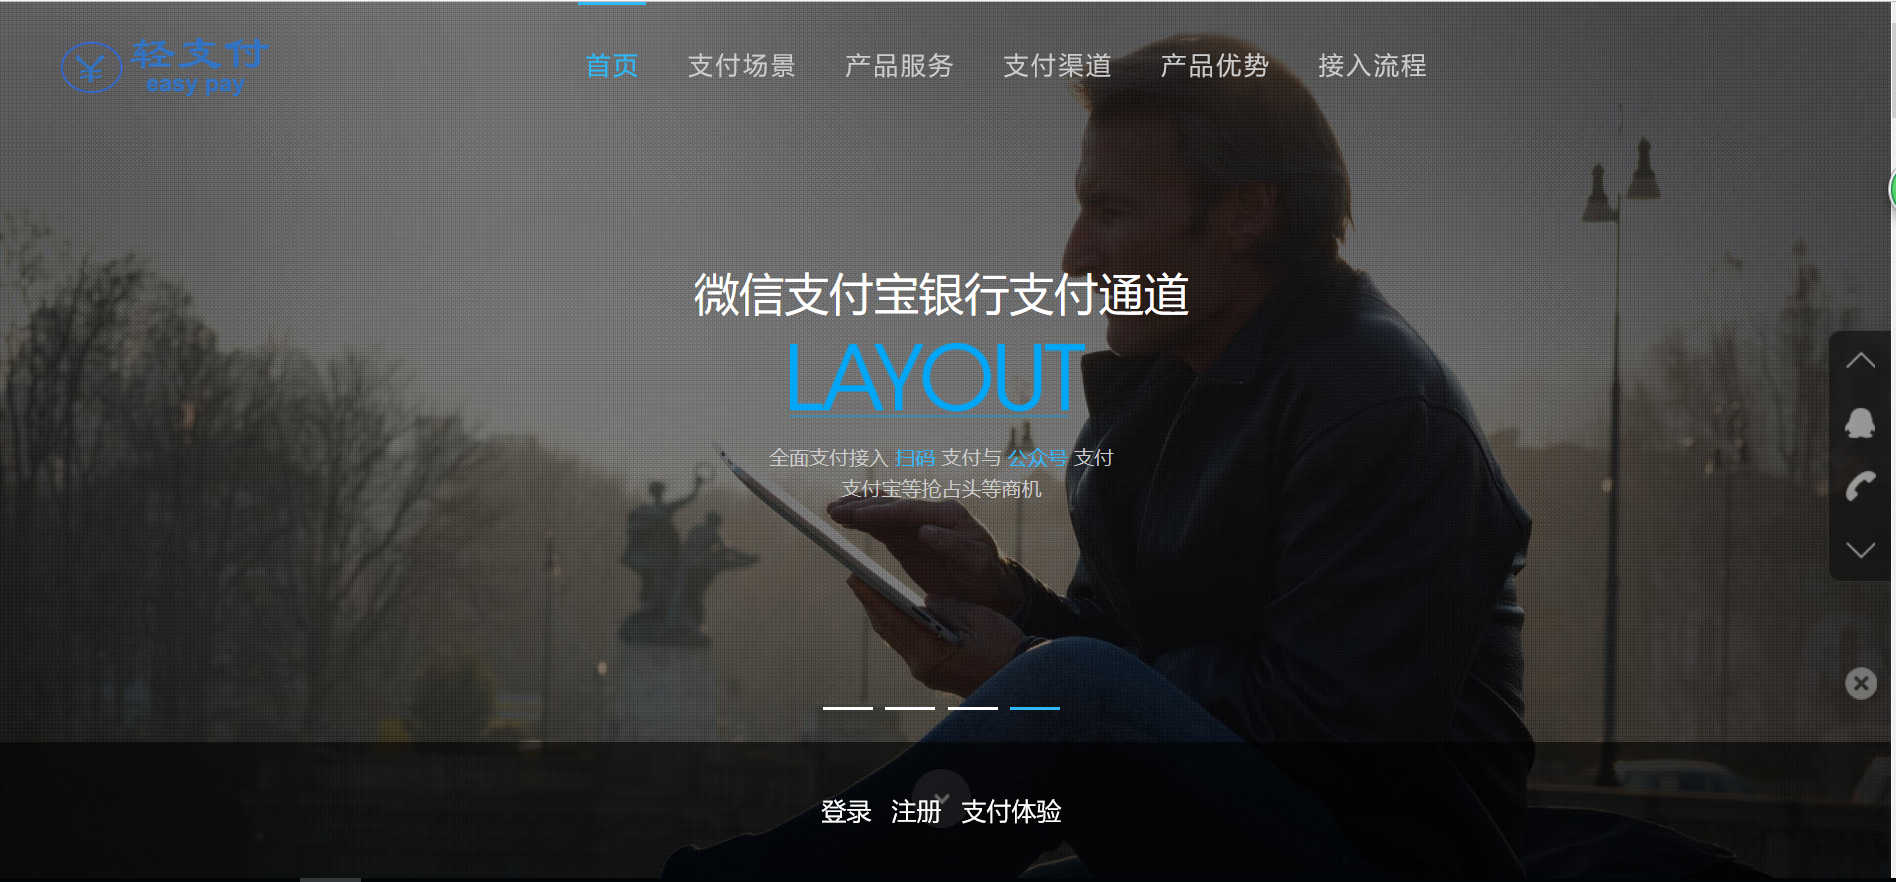 轻支付
easy pay
首页 支付场景 产品服务 支付渠道 产品优势 接入流程
微信支付宝银行支付通道
LAYOUT
全面支付接入 扫码 支付与 公众号 支付
支付宝等抢占头等商机
登录 注册 支付体验